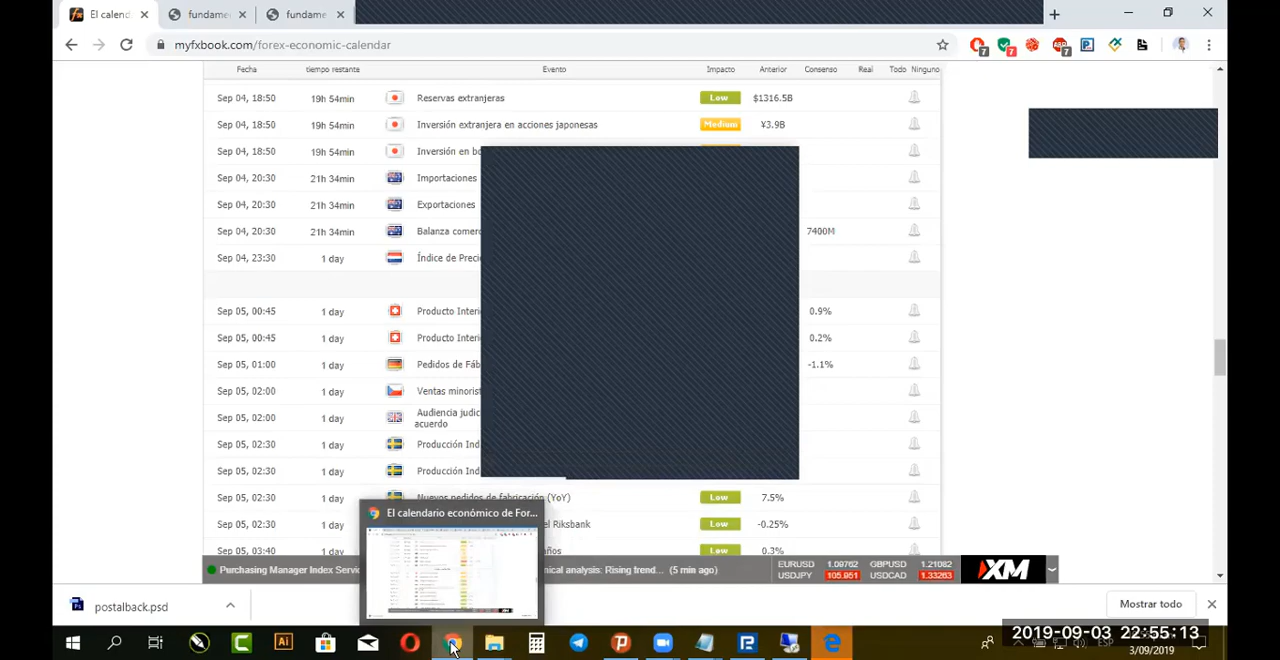 El calend
fundame
fundame
myfxbook.com/forex-economic-calendar
7
7
7
Fecha tiempo restante Evento Impacto Anterior Consenso Real Todo Ninguno
Sep 04, 18:50 19h 54min Reservas extranjeras Low $1316.5B
Sep 04, 18:50 19h 54min Inversión extranjera en acciones japonesas Medium ¥3.9B
Sep 04, 18:50 19h 54min Inversión en bo
Sep 04, 20:30 21h 34min Importaciones
Sep 04, 20:30 21h 34min Exportaciones
Sep 04, 20:30 21h 34min Balanza comer 7400M
Sep 04, 23:30 1 day Índice de Preci
Sep 05, 00:45 1 day Producto Interi 0.9%
Sep 05, 00:45 1 day Producto Interi 0.2%
Sep 05, 01:00 1 day Pedidos de Fáb -1.1%
Sep 05, 02:00 1 day Ventas minorist
Sep 05, 02:00 1 day Audiencia judic
acuerdo
Sep 05, 02:30 1 day Producción Ind
Sep 05, 02:30 1 day Producción Ind
Sep 05, 02:30 1 day Nuevos pedidos de fabricación (YoY) Low 7.5%
Sep 05, 02:30 1 day el Riksbank Low -0.25%
Sep 05, 03:40 1 day años Low 0.3%
El calendario económico de For...
Purchasing Manager Index Servic
nical analysis: Rising trend... (5 min ago)
EURUSD 1.09762 GBPUSD 1.21082
USDJPY 105.951 USDCAD 1.33263
XM
postalback.psd
Mostrar todo
2019-09-03 22:55:13
3/09/2019